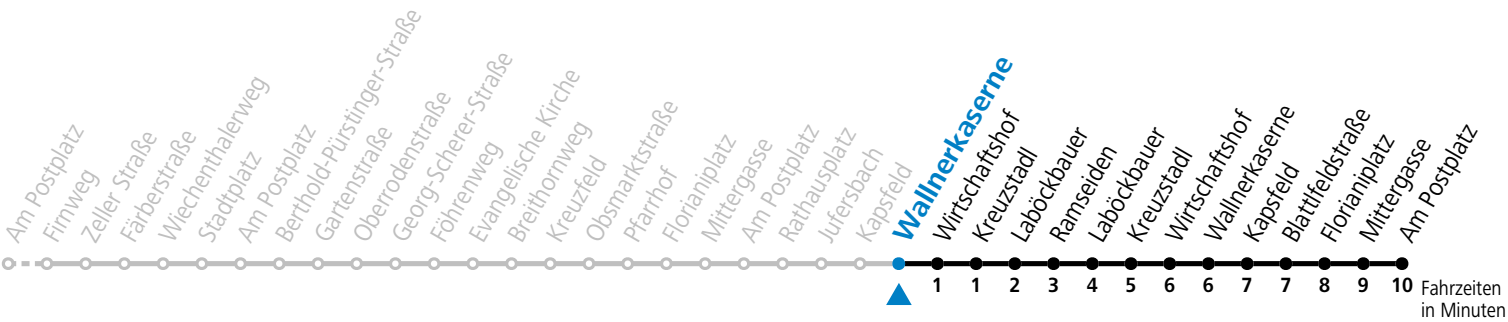 Am Postplatz
Firnweg
Zeller Straße
Färberstraße
Wiechenthalerweg
Stadtplatz
Am Postplatz
Berthold-Pürstinger-Straße
Gartenstraße
Oberrodenstraße
Georg-Scherer-Straße
Föhrenweg
Evangelische Kirche
Breithornweg
Kreuzfeld
Obsmarktstraße
Pfarrhof
Florianiplatz
Mittergasse
Am Postplatz
Rathausplatz
Jufersbach
Kapsfeld
Wallnerkaserne
Wirtschaftshof
Kreuzstadl
Laböckbauer
Ramseiden
Laböckbauer
Kreuzstadl
Wirtschaftshof
Wallnerkaserne
Kapsfeld
Blattfeldstraße
Florianiplatz
Mittergasse
Am Postplatz
1 1 2 3 4 5 6 6 7 7 8 9 10 Fahrzeiten
in Minuten